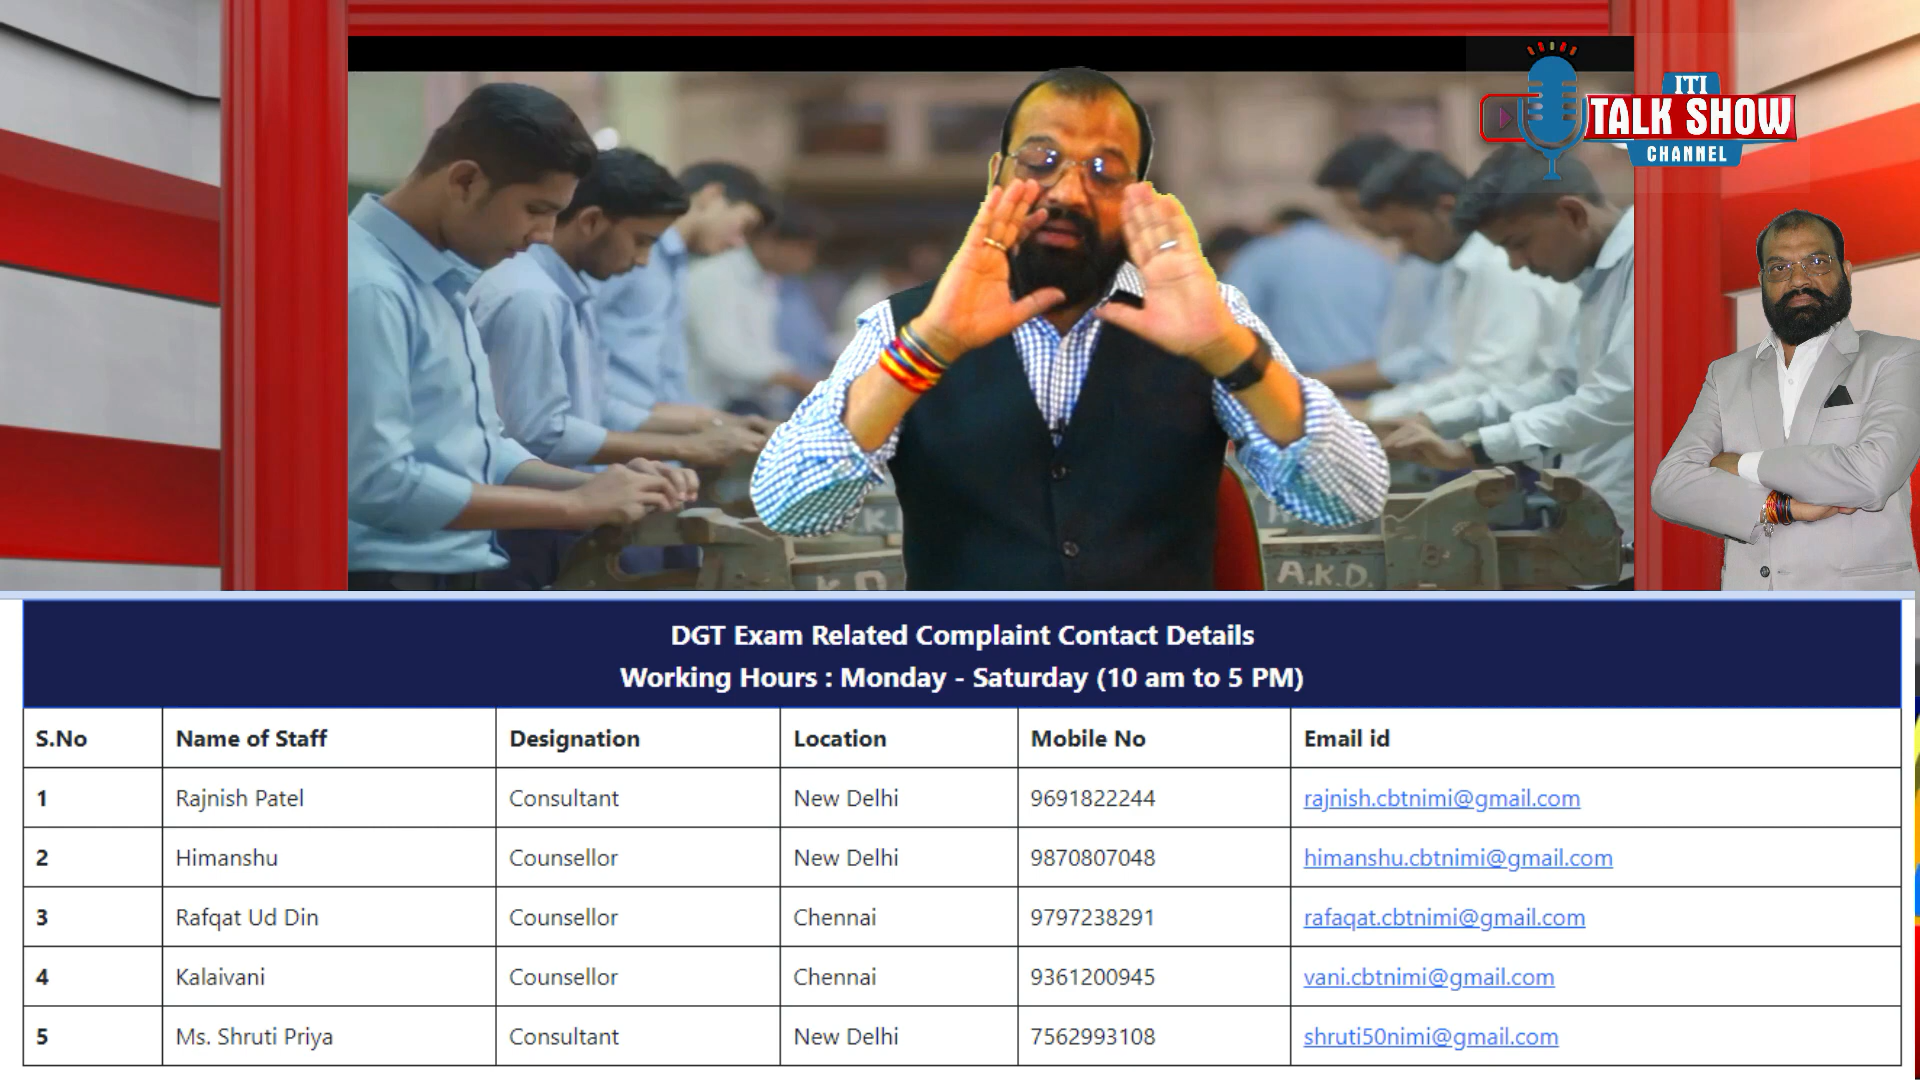 ITI
TALK SHOW
CHANNEL
A.K.D.
K.D
DGT Exam Related Complaint Contact Details
Working Hours : Monday - Saturday (10 am to 5 PM)
S.No Name of Staff Designation Location Mobile No Email id
1 Rajnish Patel Consultant New Delhi 9691822244 rajnish.cbtnimi@gmail.com
2 Himanshu Counsellor New Delhi 9870807048 himanshu.cbtnimi@gmail.com
3 Rafqat Ud Din Counsellor Chennai 9797238291 rafaqat.cbtnimi@gmail.com
4 Kalaivani Counsellor Chennai 9361200945 vani.cbtnimi@gmail.com
5 Ms. Shruti Priya Consultant New Delhi 7562993108 shruti50nimi@gmail.com